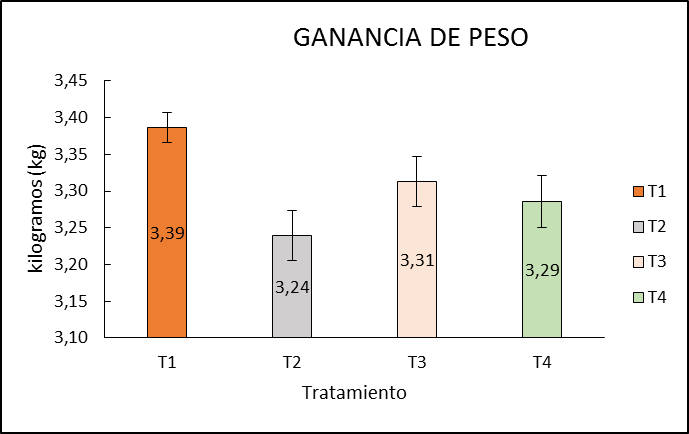 GANANCIA DE PESO
3,45
3,40
3,35
3,30
3,25
3,20
3,15
3,10
kilogramos (kg)
3,39
3,24
3,31
3,29
T1
T2
T3
T4
Tratamiento
T1
T2
T3
T4